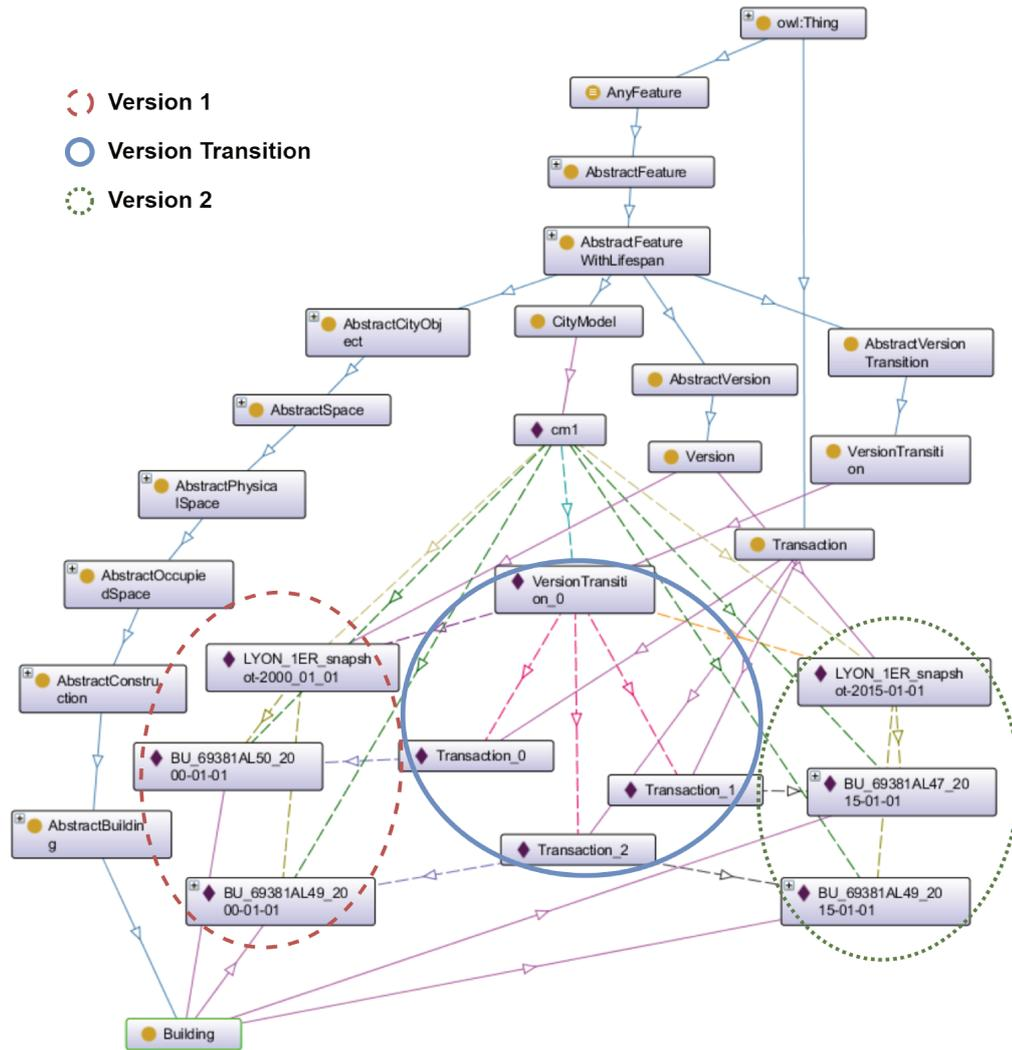 owl:Thing
AnyFeature
AbstractFeature
AbstractFeature
WithLifespan
Version 1
Version Transition
Version 2
AbstractCityObj
ect
CityModel
AbstractVersion
Transition
AbstractVersion
AbstractSpace
cm1
Version
VersionTransiti
on
AbstractPhysica
lSpace
Transaction
AbstractOccupie
dSpace
VersionTransiti
on_0
LYON_1ER_snapsh
ot-2000_01_01
LYON_1ER_snapsh
ot-2015-01-01
AbstractConstru
ction
BU_69381AL50_20
00-01-01
Transaction_0
Transaction_1
BU_69381AL47_20
15-01-01
AbstractBuildin
g
Transaction_2
BU_69381AL49_20
00-01-01
BU_69381AL49_20
15-01-01
Building